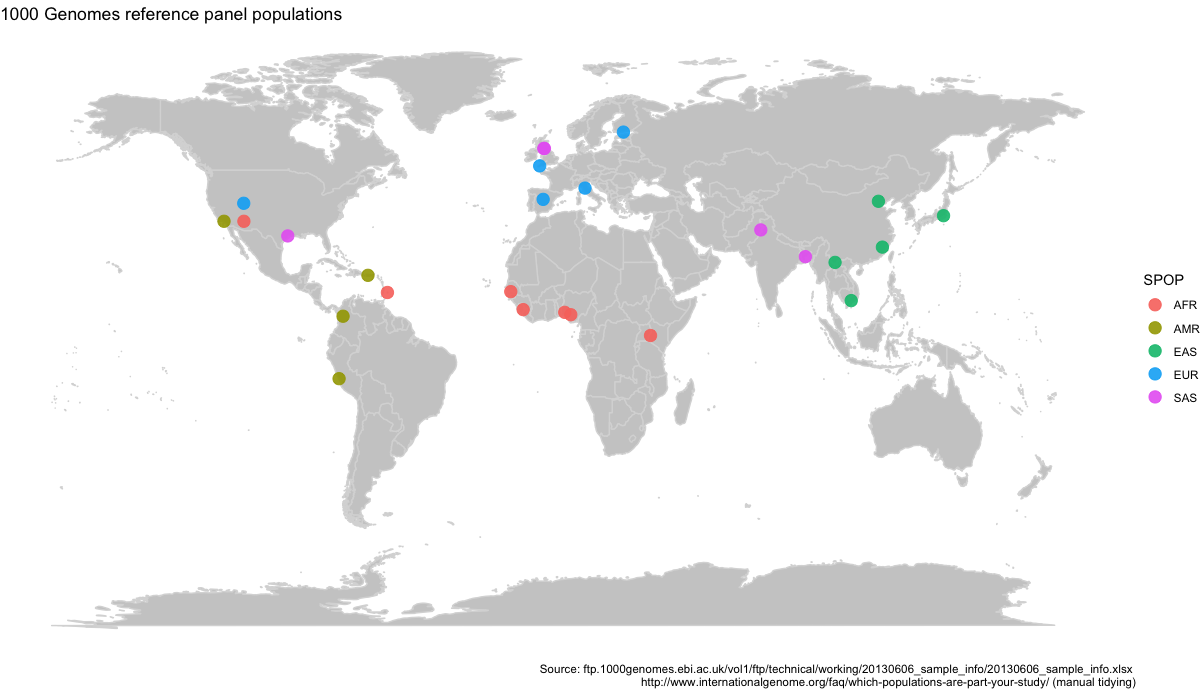 1000 Genomes reference panel populations
SPOP
AFR
AMR
EAS
EUR
SAS
Source: ftp.1000genomes.ebi.ac.uk/vol1/ftp/technical/working/20130606_sample_info/20130606_sample_info.xlsx
http://www.internationalgenome.org/faq/which-populations-are-part-your-study/ (manual tidying)